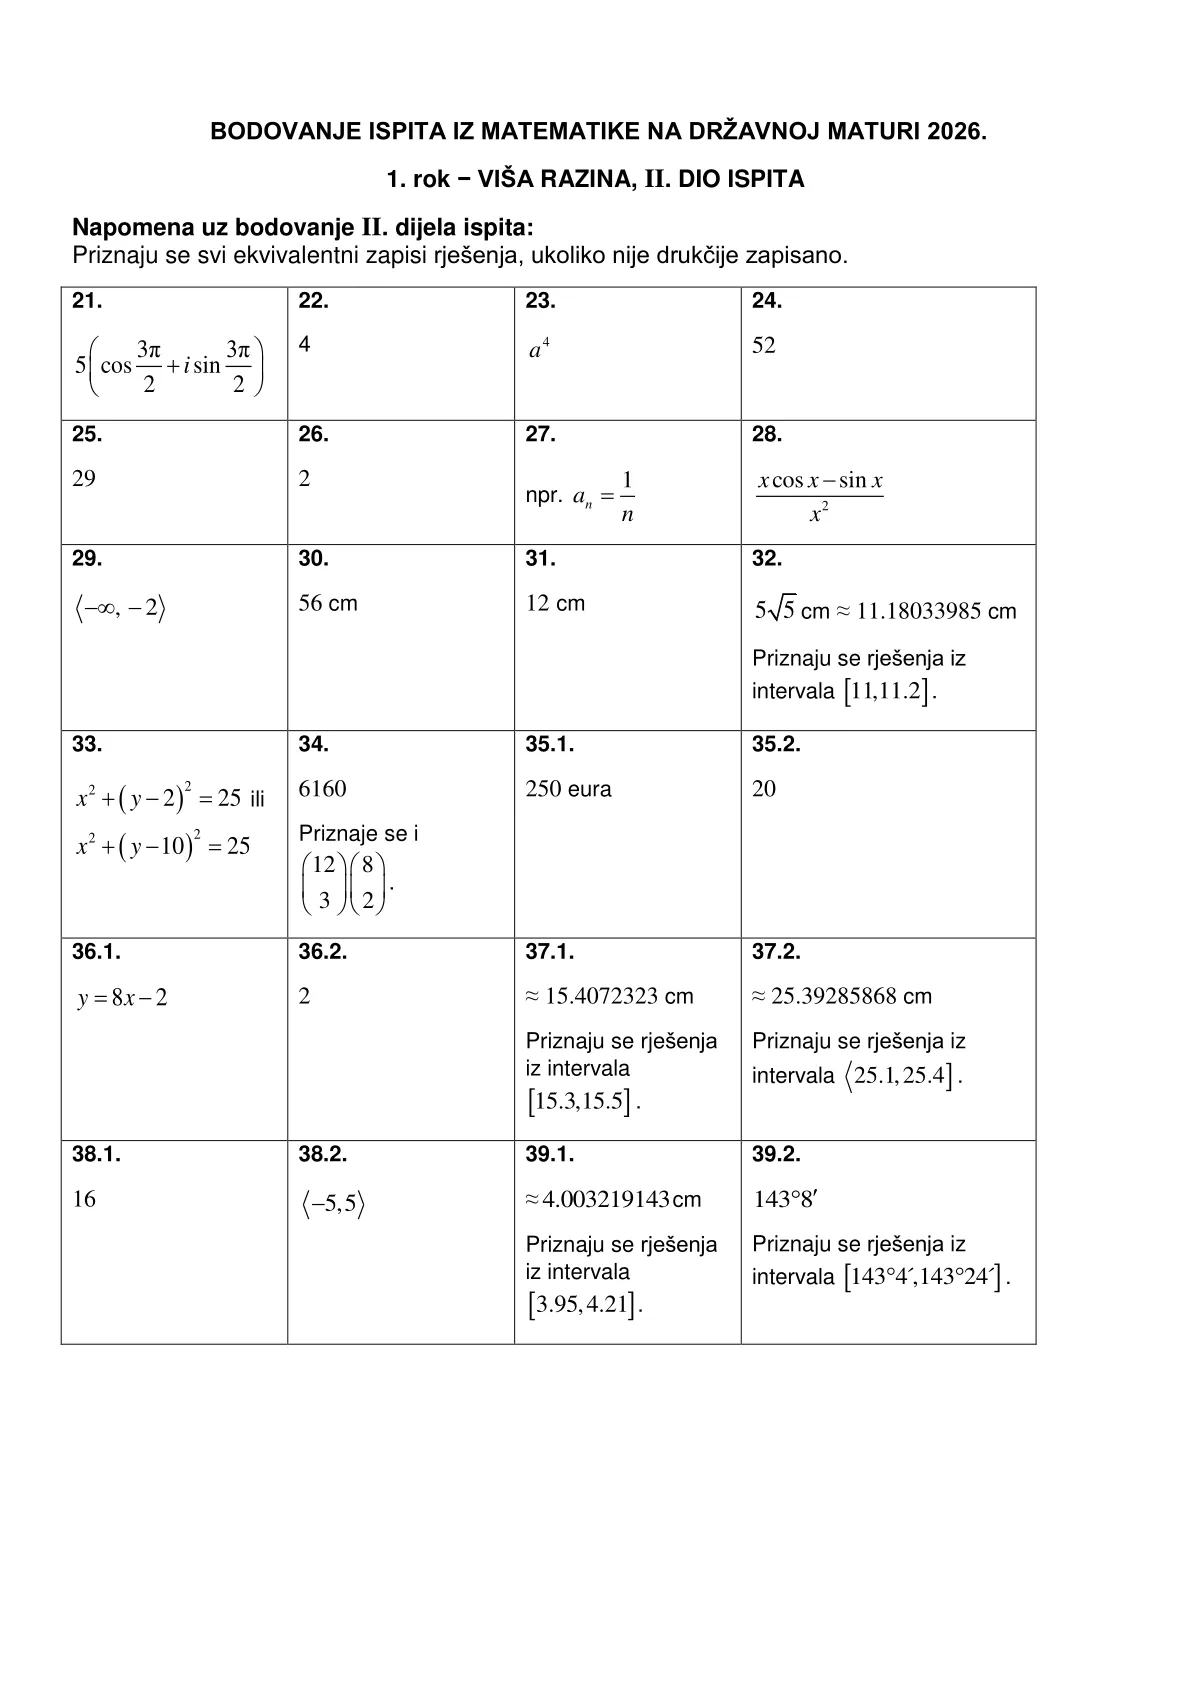 BODOVANJE ISPITA IZ MATEMATIKE NA DRŽAVNOJ MATURI 2026.
1. rok – VIŠA RAZINA, II. DIO ISPITA
Napomena uz bodovanje II. dijela ispita:
Priznaju se svi ekvivalentni zapisi rješenja, ukoliko nije drukčije zapisano.
21.
5(cos 3π/2 + i sin 3π/2)
22.
4
23.
a⁴
24.
52
25.
29
26.
2
27.
npr. aₙ = 1/n
28.
(x cos x − sin x)/x²
29.
⟨−∞, −2⟩
30.
56 cm
31.
12 cm
32.
5√5 cm ≈ 11.18033985 cm
Priznaju se rješenja iz
intervala [11,11.2].
33.
x² + (y − 2)² = 25 ili
x² + (y − 10)² = 25
34.
6160
Priznaje se i
(12 3)(8 2).
35.1.
250 eura
35.2.
20
36.1.
y = 8x − 2
36.2.
2
37.1.
≈ 15.4072323 cm
Priznaju se rješenja
iz intervala
[15.3,15.5].
37.2.
≈ 25.39285868 cm
Priznaju se rješenja iz
intervala ⟨25.1,25.4].
38.1.
16
38.2.
⟨−5,5⟩
39.1.
≈ 4.003219143cm
Priznaju se rješenja
iz intervala
[3.95,4.21].
39.2.
143°8′
Priznaju se rješenja iz
intervala [143°4´,143°24´].